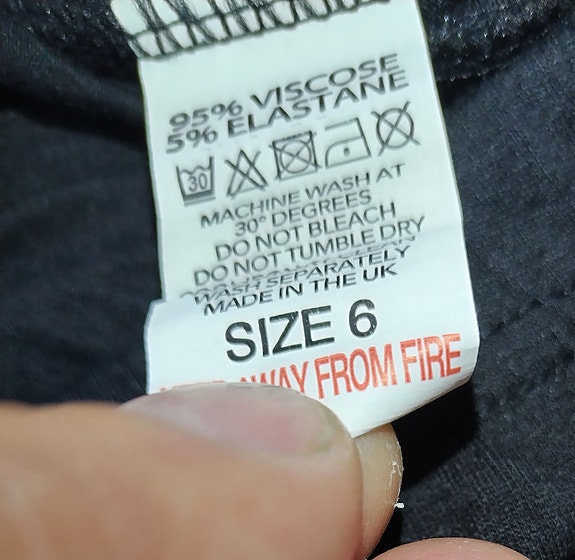 95% VISCOSE
5% ELASTANE
30
MACHINE WASH AT
30° DEGREES
DO NOT BLEACH
DO NOT TUMBLE DRY
WASH SEPARATELY
MADE IN THE UK
SIZE 6
AWAY FROM FIRE